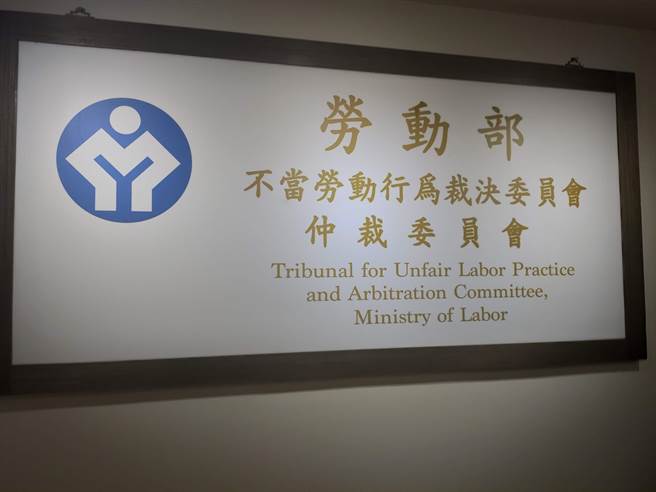 勞動部
不當勞動行為裁決委員會
仲裁委員會
Tribunal for Unfair Labor Practice
and Arbitration Committee,
Ministry of Labor